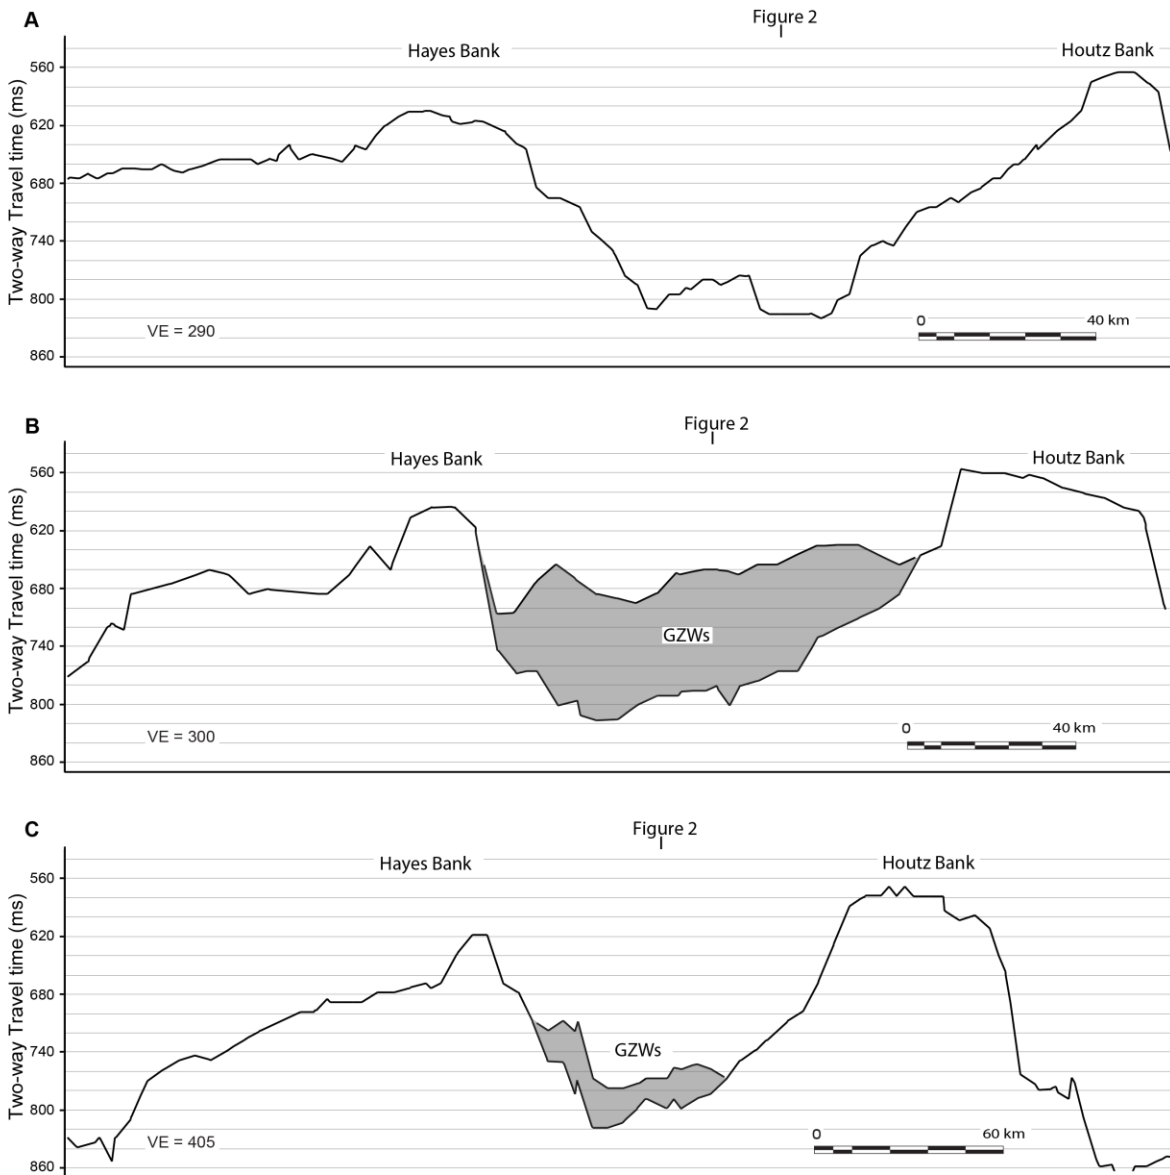 A
Figure 2
Hayes Bank
Houtz Bank
Two-way Travel time (ms)
560
620
680
740
800
860
VE = 290
0 40 km
B
Figure 2
Hayes Bank
Houtz Bank
Two-way Travel time (ms)
560
620
680
740
800
860
GZWs
VE = 300
0 40 km
C
Figure 2
Hayes Bank
Houtz Bank
Two-way Travel time (ms)
560
620
680
740
800
860
GZWs
VE = 405
0 60 km